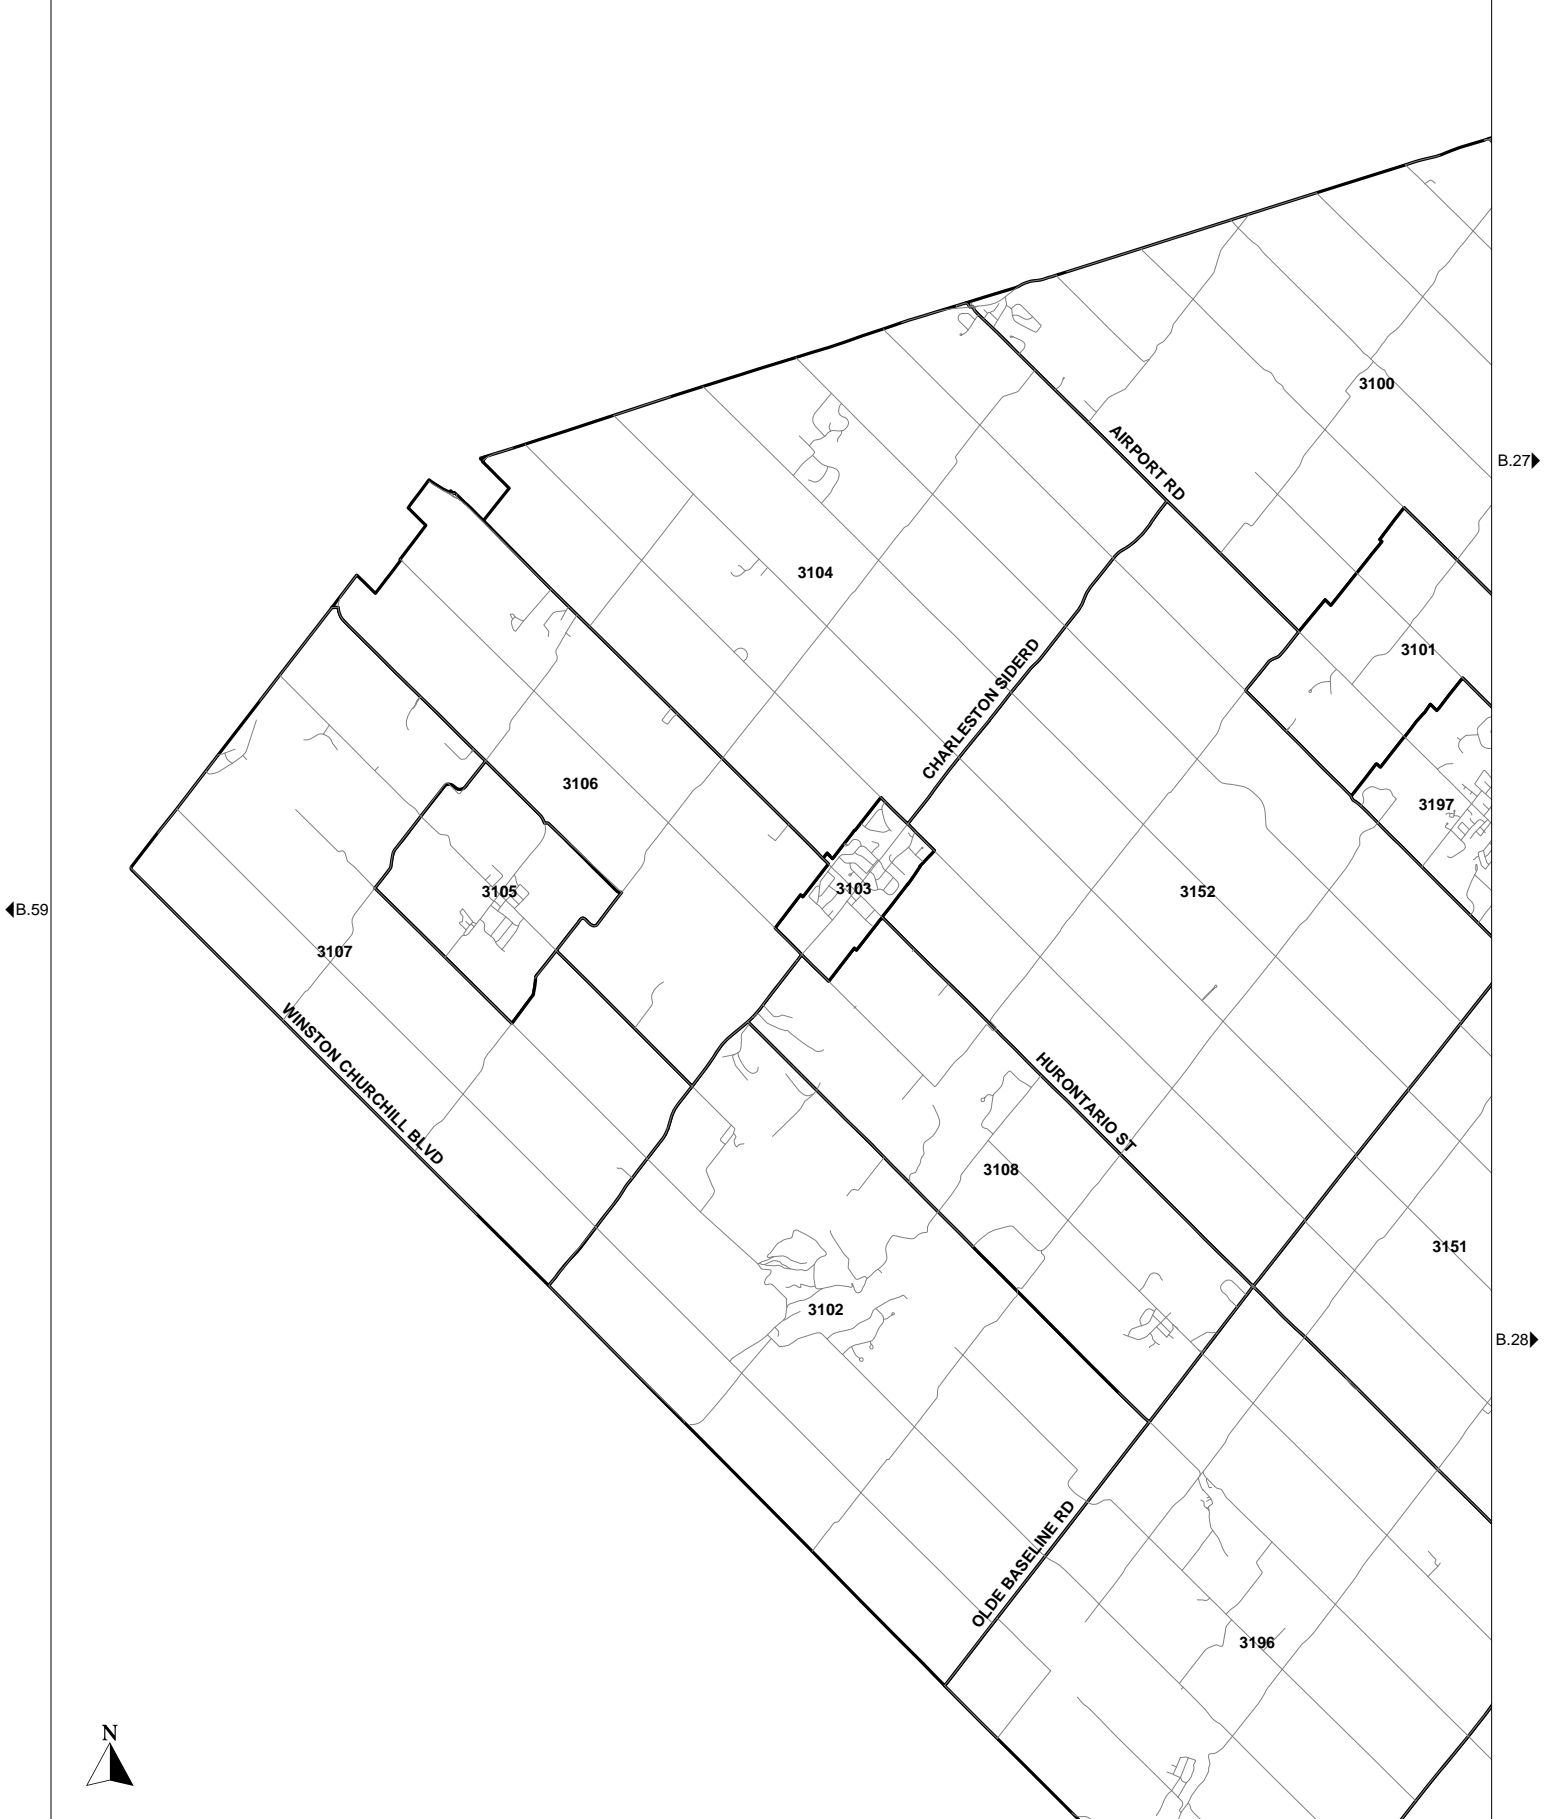 3100
AIRPORT RD
B.27
3104
3101
CHARLESTON SIDERD
3106
3197
3103
3105
3152
B.59
3107
WINSTON CHURCHILL BLVD
HURONTARIO ST
3108
3151
3102
B.28
OLDE BASELINE RD
3196
N